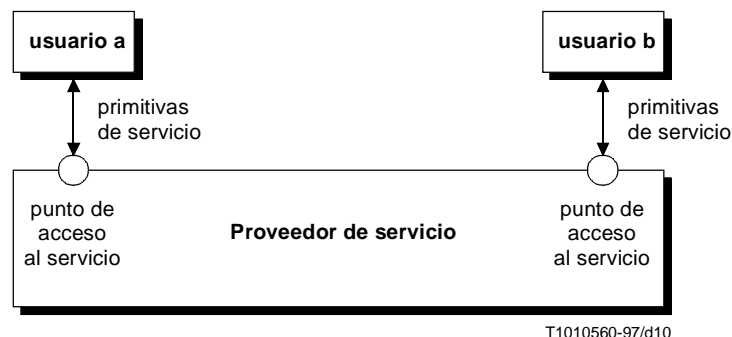 usuario a
usuario b
primitivas
de servicio
primitivas
de servicio
punto de
acceso
al servicio
Proveedor de servicio
punto de
acceso
al servicio
T1010560-97/d10